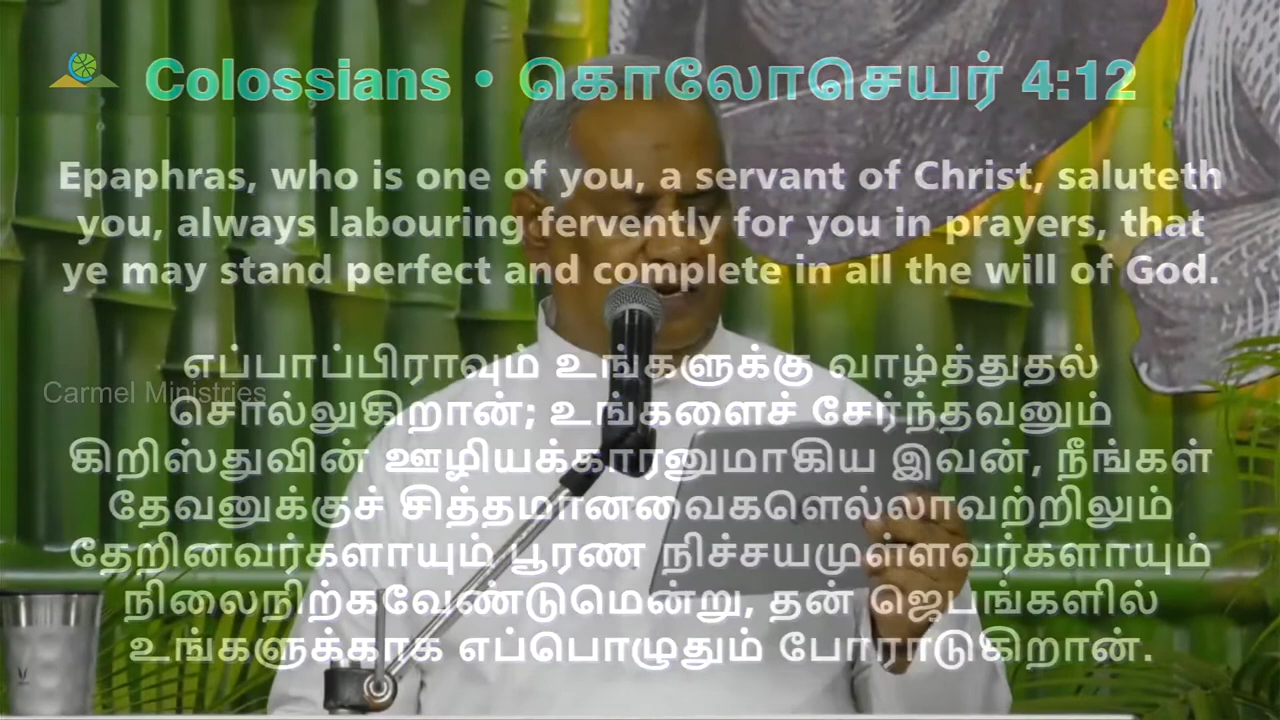 Colossians • கொலோசெயர் 4:12
Epaphras, who is one of you, a servant of Christ, saluteth
you, always labouring fervently for you in prayers, that
ye may stand perfect and complete in all the will of God.
எப்பாப்பிராவும் உங்களுக்கு வாழ்த்துதல்
Carmel Ministries
சொல்லுகிறான்; உங்களைச் சேர்ந்தவனும்
கிறிஸ்துவின் ஊழியக்காரனுமாகிய இவன், நீங்கள்
தேவனுக்குச் சித்தமானவைகளெல்லாவற்றிலும்
தேறினவர்களாயும் பூரண நிச்சயமுள்ளவர்களாயும்
நிலைநிற்கவேண்டுமென்று, தன் ஜெபங்களில்
உங்களுக்காக எப்பொழுதும் போராடுகிறான்.